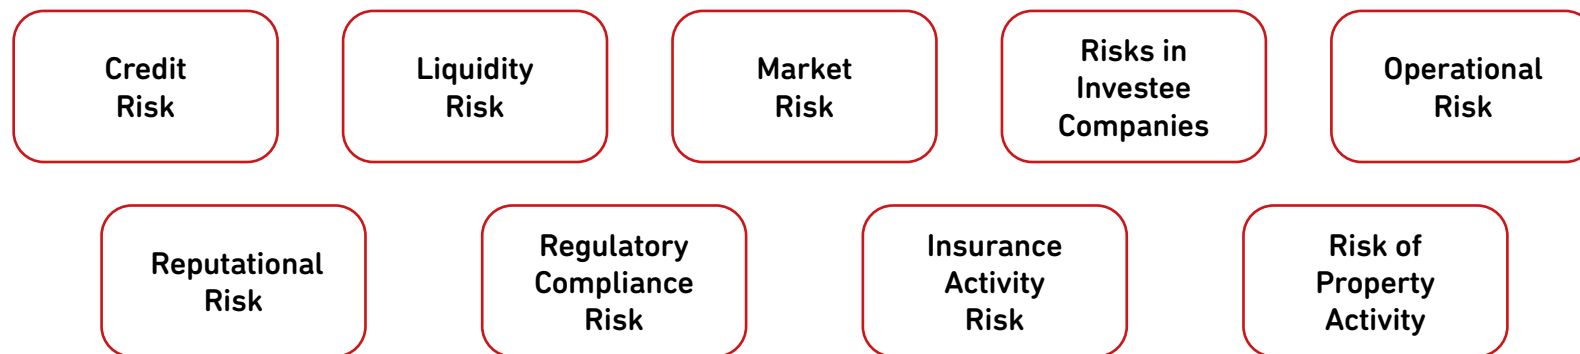 Credit
Risk
Liquidity
Risk
Market
Risk
Risks in
Investee
Companies
Operational
Risk
Reputational
Risk
Regulatory
Compliance
Risk
Insurance
Activity
Risk
Risk of
Property
Activity